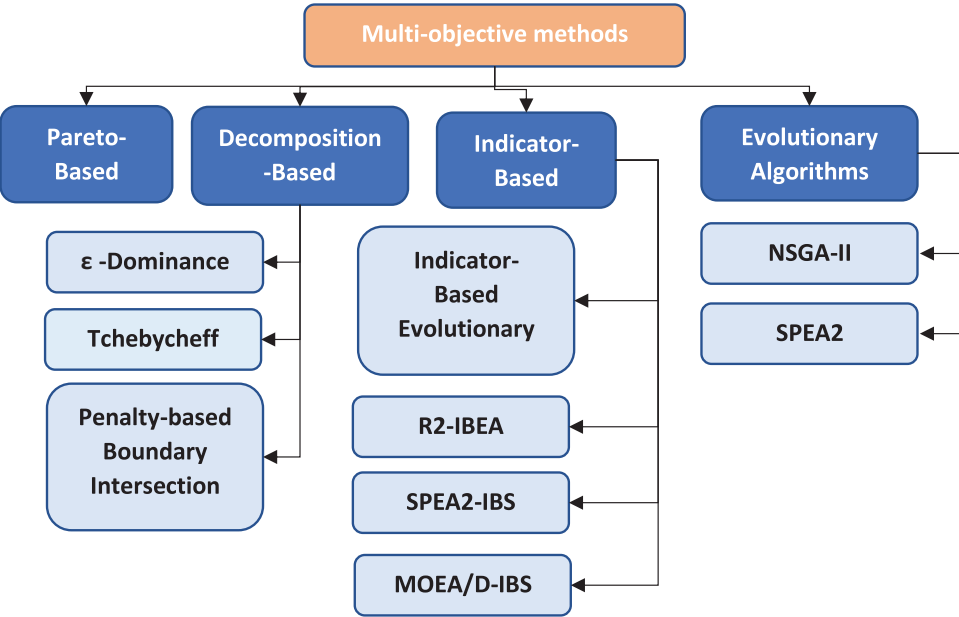 Multi-objective methods
Pareto-
Based
Decomposition
-Based
Indicator-
Based
Evolutionary
Algorithms
ε -Dominance
Tchebycheff
Penalty-based
Boundary
Intersection
Indicator-
Based
Evolutionary
R2-IBEA
SPEA2-IBS
MOEA/D-IBS
NSGA-II
SPEA2